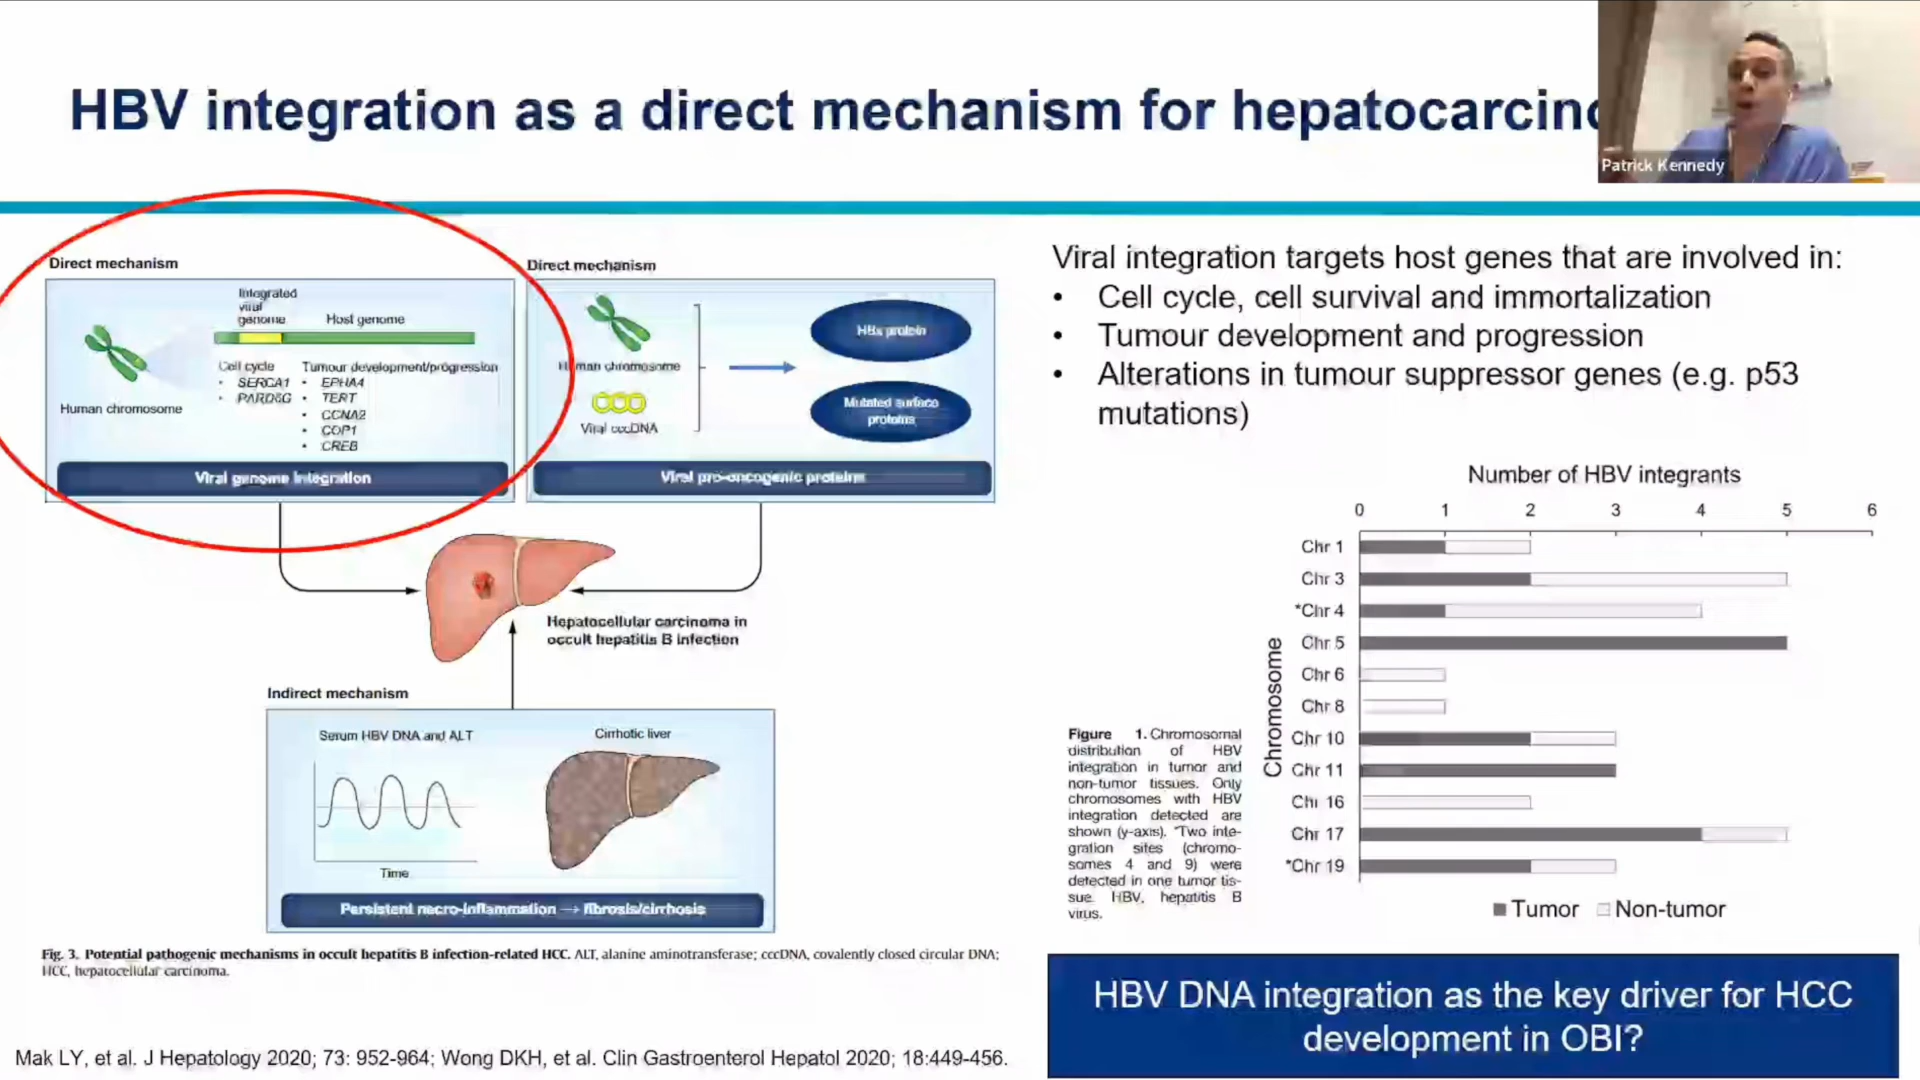 HBV integration as a direct mechanism for hepatocarcino
Patrick Kennedy
Direct mechanism
Integrated
viral
genome
Host genome
Cell cycle
• SERCA1
• PARD6G
Tumour development/progression
• EPHA4
• TERT
• CCNA2
• COP1
• CREB
Human chromosome
Viral genome integration
Direct mechanism
Human chromosome
Viral cccDNA
HBx protein
Mutated surface
proteins
Viral pro-oncogenic proteins
Hepatocellular carcinoma in
occult hepatitis B infection
Indirect mechanism
Serum HBV DNA and ALT
Time
Cirrhotic liver
Persistent necro-inflammation → fibrosis/cirrhosis
Fig. 3. Potential pathogenic mechanisms in occult hepatitis B infection-related HCC. ALT, alanine aminotransferase; cccDNA, covalently closed circular DNA;
HCC, hepatocellular carcinoma.
Mak LY, et al. J Hepatology 2020; 73: 952-964; Wong DKH, et al. Clin Gastroenterol Hepatol 2020; 18:449-456.
Viral integration targets host genes that are involved in:
• Cell cycle, cell survival and immortalization
• Tumour development and progression
• Alterations in tumour suppressor genes (e.g. p53
mutations)
Number of HBV integrants
0 1 2 3 4 5 6
Chromosome
Chr 1
Chr 3
*Chr 4
Chr 5
Chr 6
Chr 8
Chr 10
Chr 11
Chr 16
Chr 17
*Chr 19
Tumor Non-tumor
Figure 1. Chromosomal
distribution of HBV
integration in tumor and
non-tumor tissues. Only
chromosomes with HBV
integration detected are
shown (y-axis). *Two inte-
gration sites (chromo-
somes 4 and 9) were
detected in one tumor tis-
sue. HBV, hepatitis B
virus.
HBV DNA integration as the key driver for HCC
development in OBI?